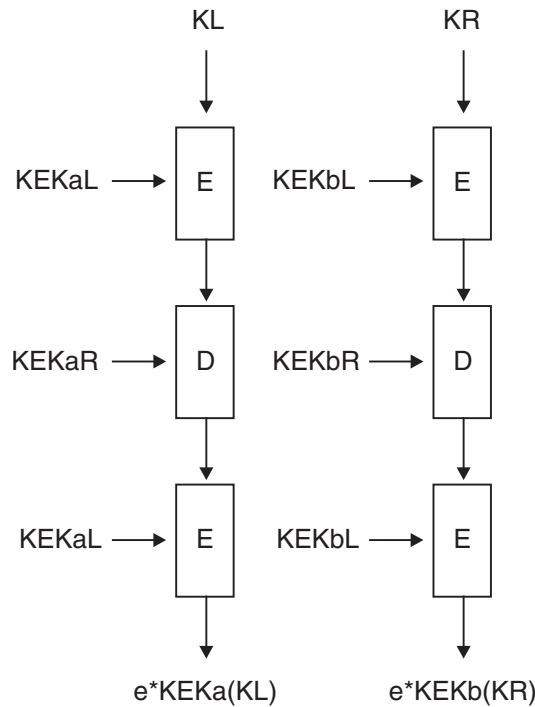 KL KR
KEKaL E KEKbL E
KEKaR D KEKbR D
KEKaL E KEKbL E
e*KEKa(KL) e*KEKb(KR)